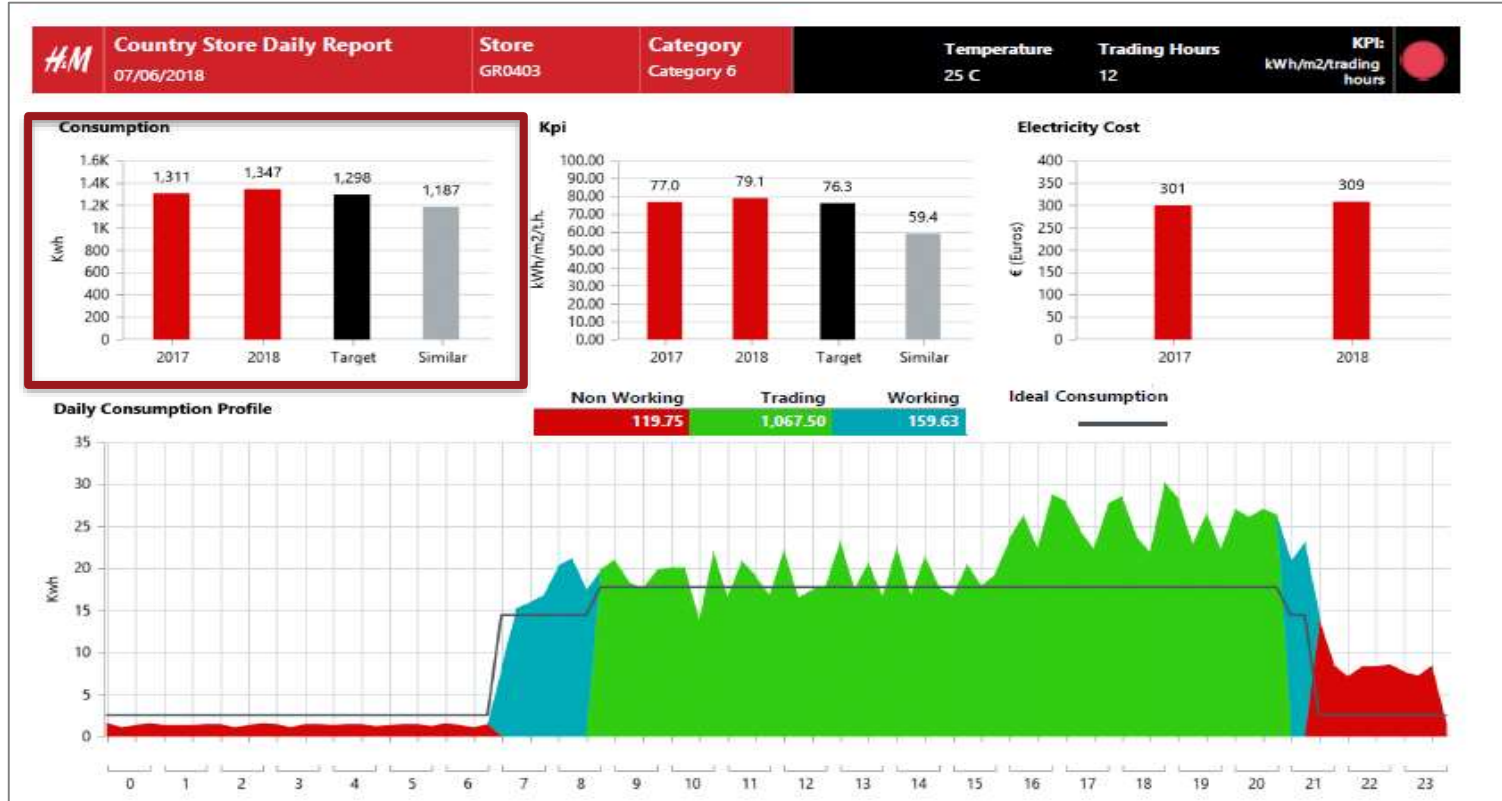 H&M
Country Store Daily Report
07/06/2018
Store
GR0403
Category
Category 6
Temperature
25 C
Trading Hours
12
KPI:
kWh/m2/trading
hours
Consumption
1.6K
1.4K
1.2K
1K
800
600
400
200
0
Kwh
1,311
1,347
1,298
1,187
2017 2018 Target Similar
Kpi
100.00
90.00
80.00
70.00
60.00
50.00
40.00
30.00
20.00
10.00
0.00
kWh/m2/t.h.
77.0
79.1
76.3
59.4
2017 2018 Target Similar
Electricity Cost
400
350
300
250
200
150
100
50
0
€ (Euros)
301
309
2017 2018
Daily Consumption Profile
Non Working Trading Working
119.75 1,067.50 159.63
Ideal Consumption
35
30
25
20
15
10
5
0
Kwh
0 1 2 3 4 5 6 7 8 9 10 11 12 13 14 15 16 17 18 19 20 21 22 23